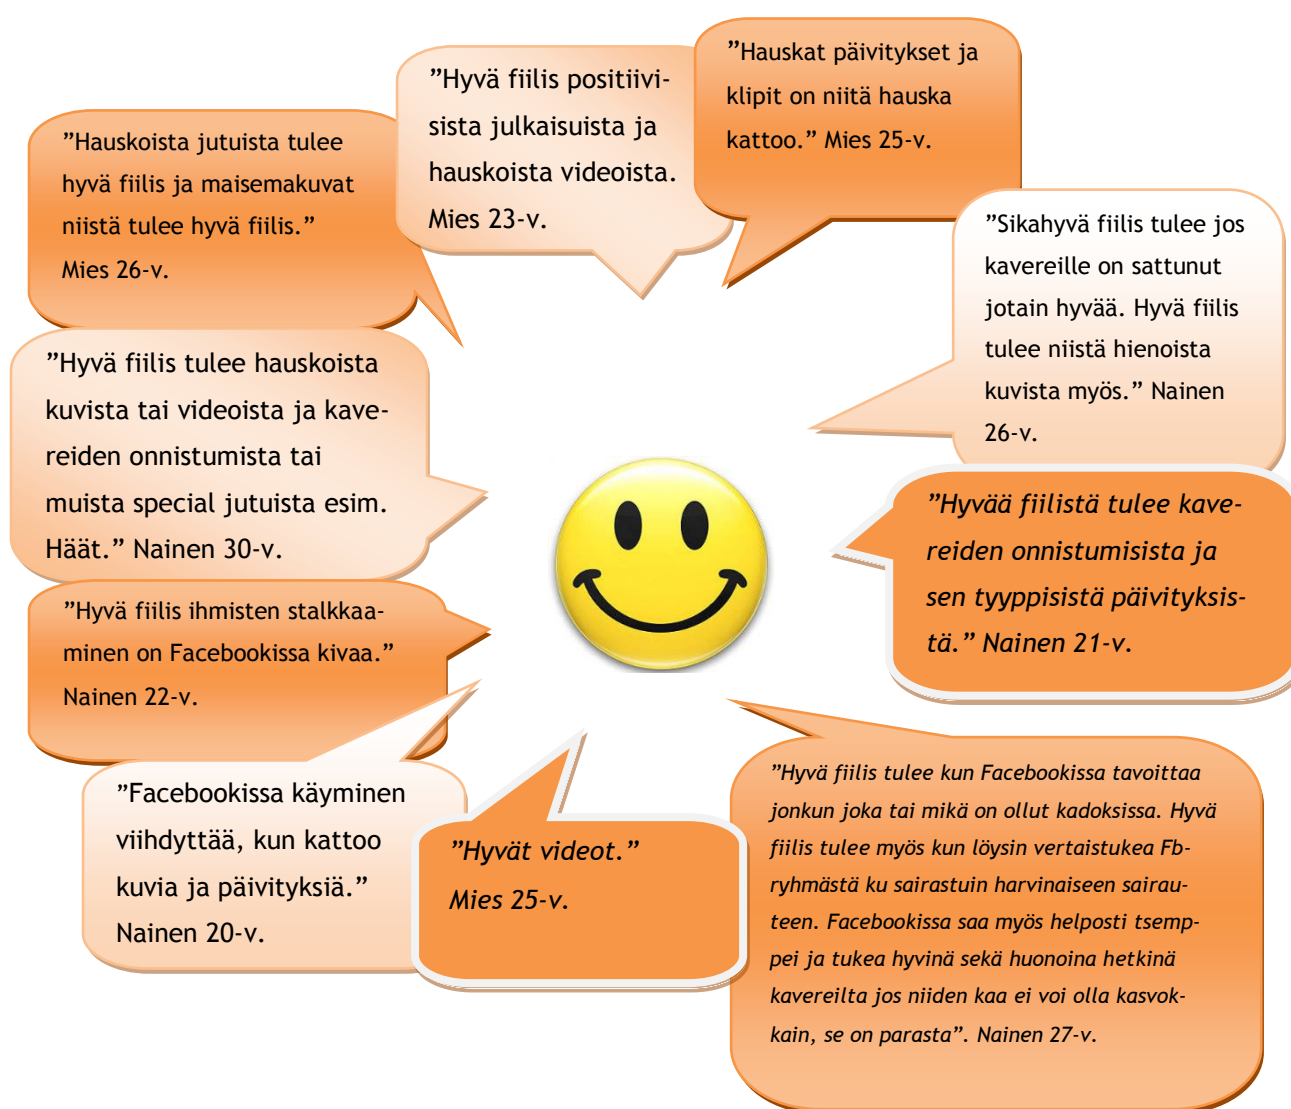 ”Hauskat päivitykset ja
klipit on niitä hauska
kattoo.” Mies 25-v.
”Hyvä fiilis positiivi-
sista julkaisuista ja
hauskoista videoista.
Mies 23-v.
”Hauskoista jutuista tulee
hyvä fiilis ja maisemakuvat
niistä tulee hyvä fiilis.”
Mies 26-v.
”Sikahyvä fiilis tulee jos
kavereille on sattunut
jotain hyvää. Hyvä fiilis
tulee niistä hienoista
kuvista myös.” Nainen
26-v.
”Hyvä fiilis tulee hauskoista
kuvista tai videoista ja kave-
reiden onnistumista tai
muista special jutuista esim.
Häät.” Nainen 30-v.
”Hyvää fiilistä tulee kave-
reiden onnistumisista ja
sen tyyppisistä päivityksis-
tä.” Nainen 21-v.
”Hyvä fiilis ihmisten stalkkaa-
minen on Facebookissa kivaa.”
Nainen 22-v.
”Facebookissa käyminen
viihdyttää, kun kattoo
kuvia ja päivityksiä.”
Nainen 20-v.
”Hyvät videot.”
Mies 25-v.
”Hyvä fiilis tulee kun Facebookissa tavoittaa
jonkun joka tai mikä on ollut kadoksissa. Hyvä
fiilis tulee myös kun löysin vertaistukea Fb-
ryhmästä ku sairastuin harvinaiseen sairau-
teen. Facebookissa saa myös helposti tsemp-
pei ja tukea hyvinä sekä huonoina hetkinä
kavereilta jos niiden kaa ei voi olla kasvok-
kain, se on parasta”. Nainen 27-v.